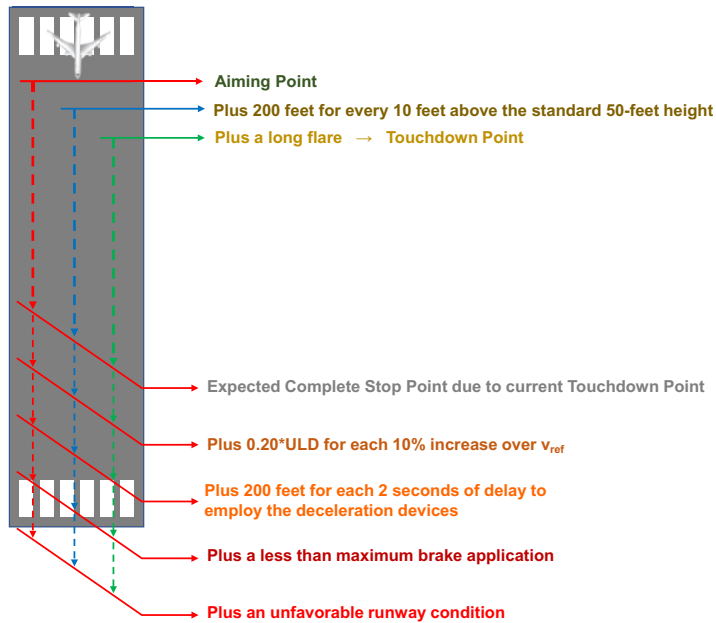 Aiming Point
Plus 200 feet for every 10 feet above the standard 50-feet height
Plus a long flare → Touchdown Point
Expected Complete Stop Point due to current Touchdown Point
Plus 0.20*ULD for each 10% increase over vref
Plus 200 feet for each 2 seconds of delay to
employ the deceleration devices
Plus a less than maximum brake application
Plus an unfavorable runway condition